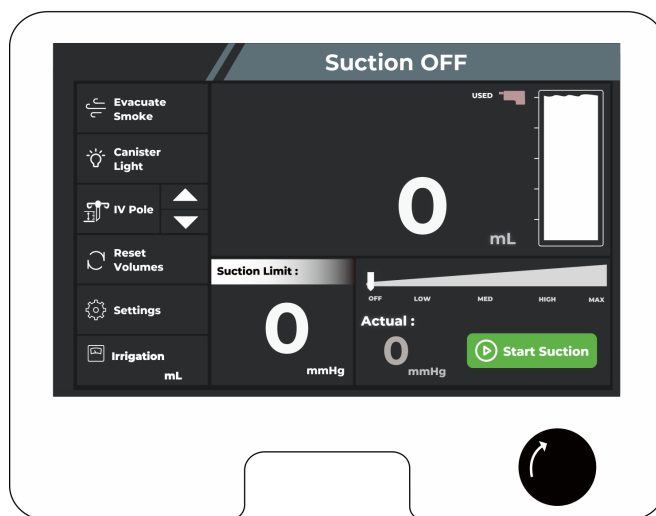 Suction OFF
Evacuate
Smoke
Canister
Light
IV Pole
Reset
Volumes
Settings
Irrigation
mL
USED
0
mL
Suction Limit :
0
mmHg
OFF LOW MED HIGH MAX
Actual :
0
mmHg
Start Suction